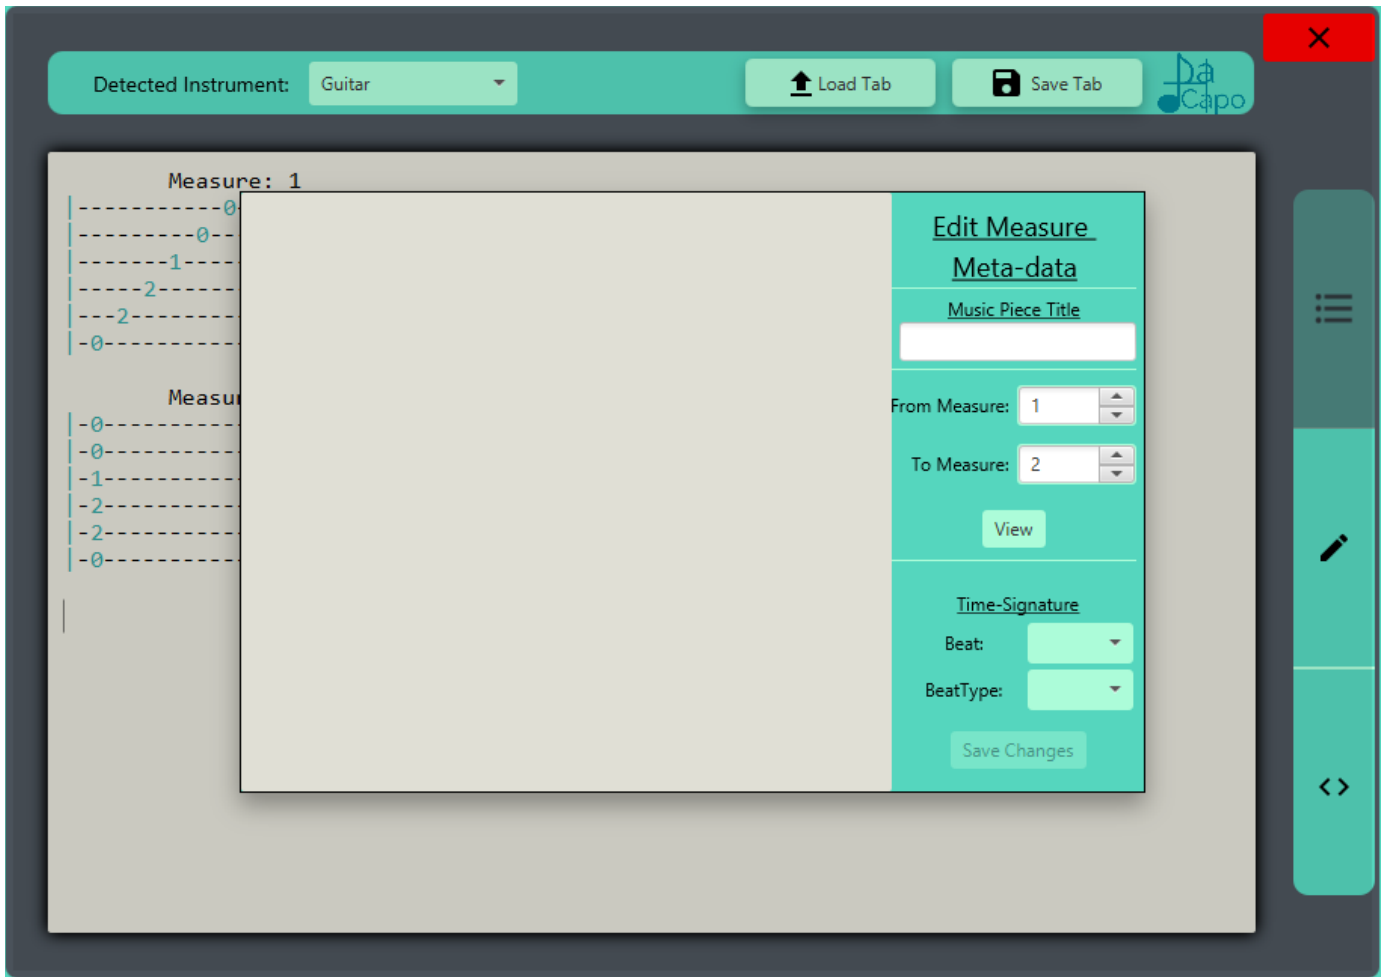 Detected Instrument:
Guitar
Load Tab
Save Tab
Da
Capo
Measure: 1
|-----------0-
|---------0---
|-------1-----
|-----2-------
|---2---------
|-0-----------
|-0-----------
|-0-----------
|-1-----------
|-2-----------
|-2-----------
|-0-----------
Edit Measure
Meta-data
Music Piece Title
From Measure: 1
To Measure: 2
View
Time-Signature
Beat:
BeatType:
Save Changes